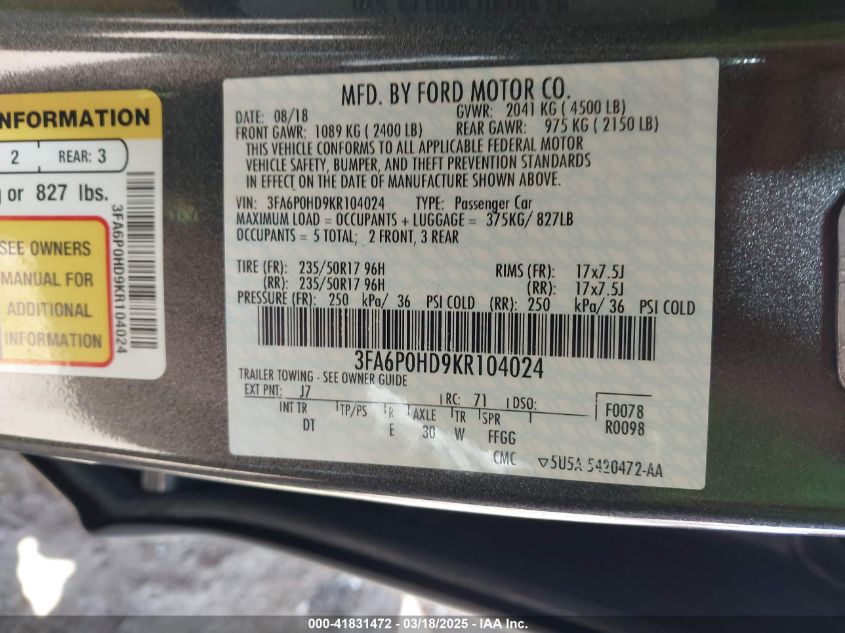 NFORMATION
2 REAR: 3
or 827 lbs.
SEE OWNERS
MANUAL FOR
ADDITIONAL
INFORMATION
3FA6P0HD9KR104024
MFD. BY FORD MOTOR CO.
DATE: 08/18 GVWR: 2041 KG ( 4500 LB)
FRONT GAWR: 1089 KG ( 2400 LB) REAR GAWR: 975 KG ( 2150 LB)
THIS VEHICLE CONFORMS TO ALL APPLICABLE FEDERAL MOTOR
VEHICLE SAFETY, BUMPER, AND THEFT PREVENTION STANDARDS
IN EFFECT ON THE DATE OF MANUFACTURE SHOWN ABOVE.
VIN: 3FA6P0HD9KR104024 TYPE: Passenger Car
MAXIMUM LOAD = OCCUPANTS + LUGGAGE = 375KG/ 827LB
OCCUPANTS = 5 TOTAL; 2 FRONT, 3 REAR
TIRE (FR): 235/50R17 96H RIMS (FR): 17x7.5J
(RR): 235/50R17 96H (RR): 17x7.5J
PRESSURE (FR): 250 kPa/ 36 PSI COLD (RR): 250 kPa/ 36 PSI COLD
3FA6P0HD9KR104024
TRAILER TOWING - SEE OWNER GUIDE
EXT PNT: J7 RC: 71 DSO:
INT TR TP/PS R AXLE TR SPR
DT E 30 W FFGG
F0078
R0098
CMC ▽5U5A 5420472-AA
000-41831472 — 03/18/2025 — IAA Inc.